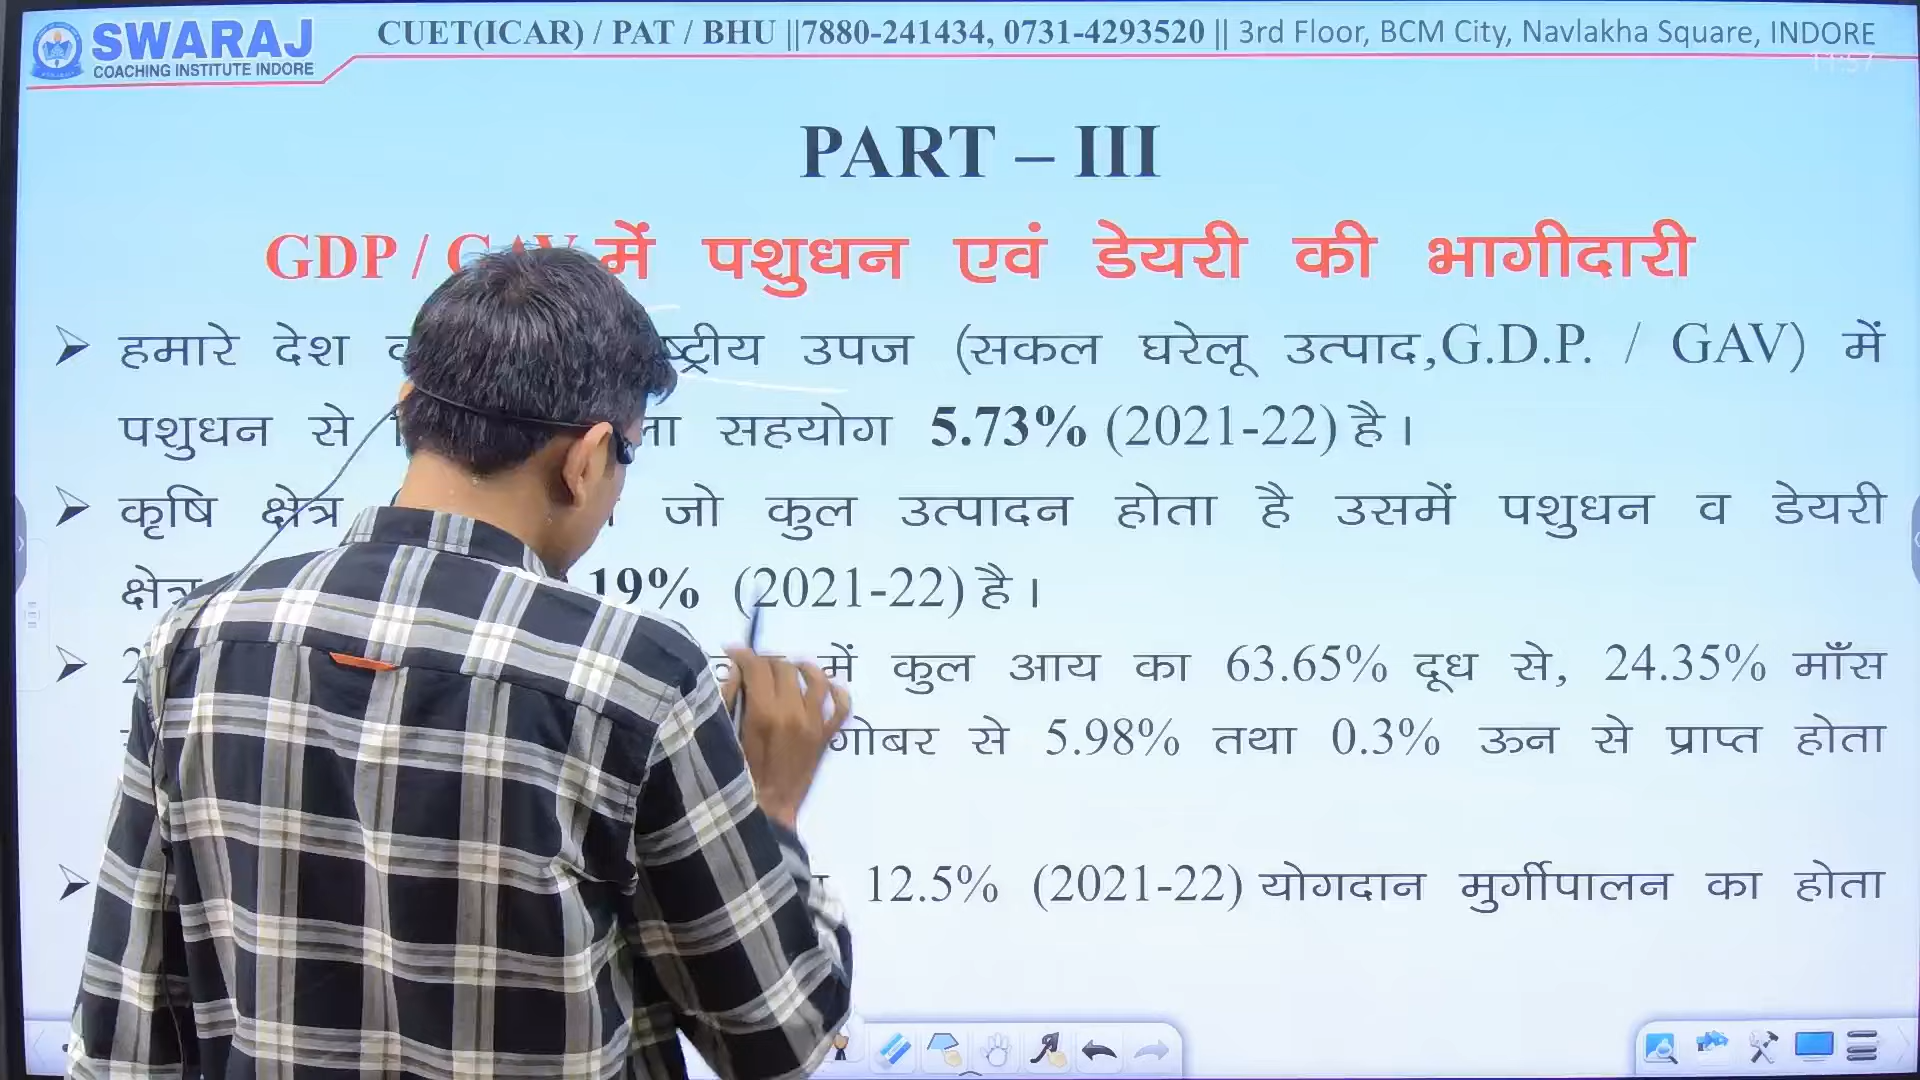 SWARAJ
COACHING INSTITUTE INDORE
CUET(ICAR) / PAT / BHU ||7880-241434, 0731-4293520 || 3rd Floor, BCM City, Navlakha Square, INDORE
11:57
PART – III
GDP / में पशुधन एवं डेयरी की भागीदारी
हमारे देश उपज (सकल घरेलू उत्पाद,G.D.P. / GAV) में
पशुधन से सहयोग 5.73% (2021-22) है।
कृषि क्षेत्र जो कुल उत्पादन होता है उसमें पशुधन व डेयरी
19% (2021-22) है।
में कुल आय का 63.65% दूध से, 24.35% माँस
गोबर से 5.98% तथा 0.3% ऊन से प्राप्त होता
12.5% (2021-22) योगदान मुर्गीपालन का होता